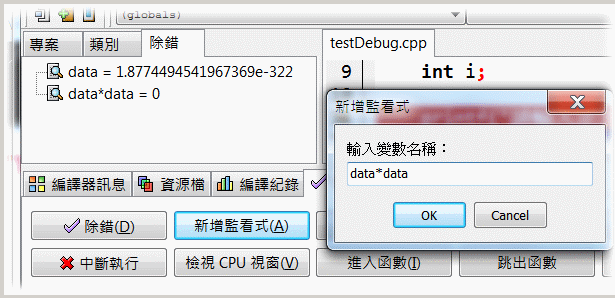 (globals)
專案 類別 除錯
data = 1.8774494541967369e-322
data*data = 0
testDebug.cpp
9 int i;
新增監看式
輸入變數名稱：
data*data
OK Cancel
編譯器訊息 資源檔 編譯紀錄
除錯(D) 新增監看式(A)
中斷執行 檢視 CPU 視窗(V) 進入函數(I) 跳出函數